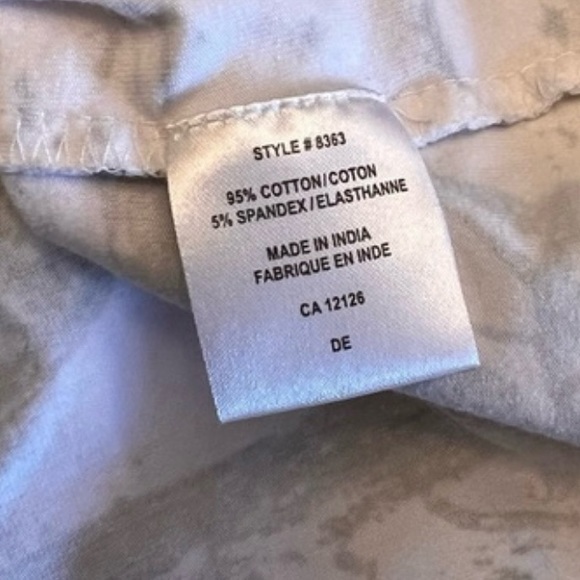 STYLE # 8363
95% COTTON/COTON
5% SPANDEX/ELASTHANNE
MADE IN INDIA
FABRIQUE EN INDE
CA 12126
DE